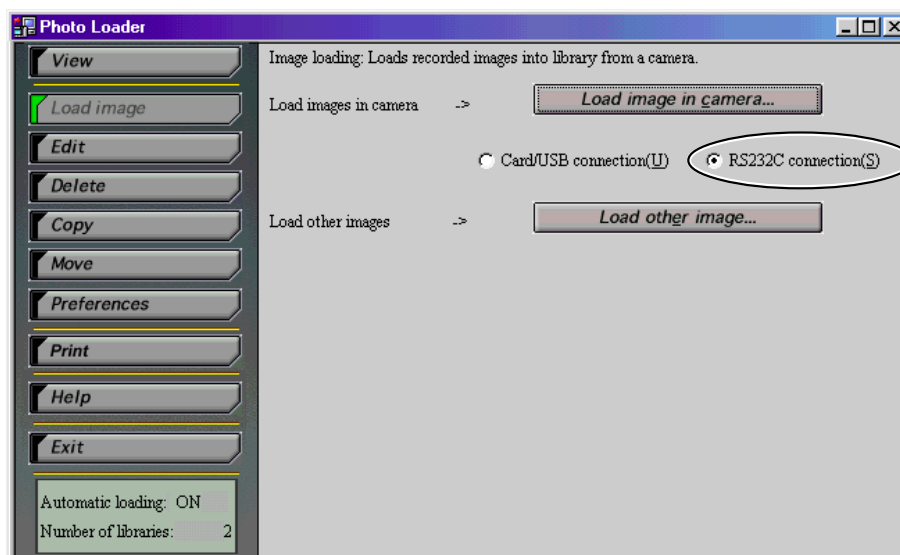 Photo Loader
View
Load image
Edit
Delete
Copy
Move
Preferences
Print
Help
Exit
Automatic loading: ON
Number of libraries: 2
Image loading: Loads recorded images into library from a camera.
Load images in camera -> Load image in camera...
Card/USB connection(U) RS232C connection(S)
Load other images -> Load other image...